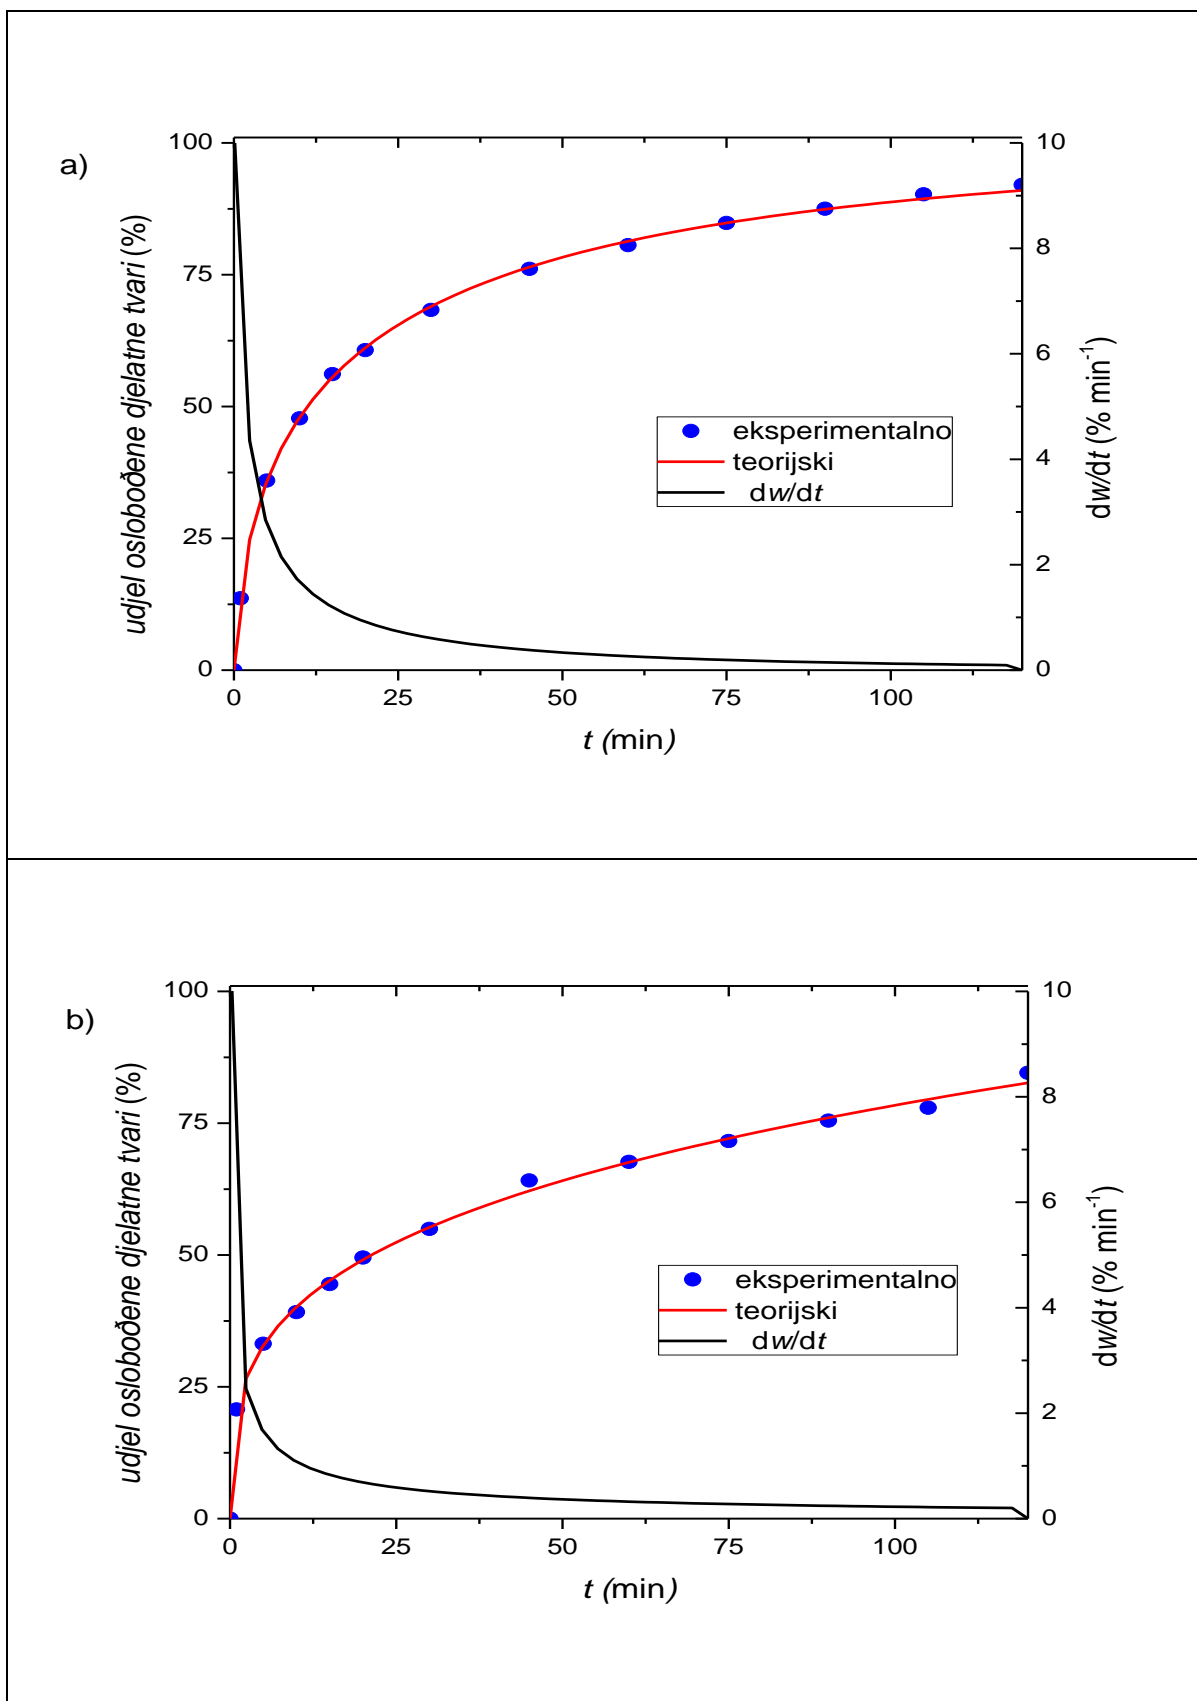 a)
udjel oslobođene djelatne tvari (%)
100
75
50
25
0
0 25 50 75 100
t (min)
10
8
6
4
2
0
dw/dt (% min⁻¹)
eksperimentalno
teorijski
dw/dt
b)
udjel oslobođene djelatne tvari (%)
100
75
50
25
0
0 25 50 75 100
t (min)
10
8
6
4
2
0
dw/dt (% min⁻¹)
eksperimentalno
teorijski
dw/dt